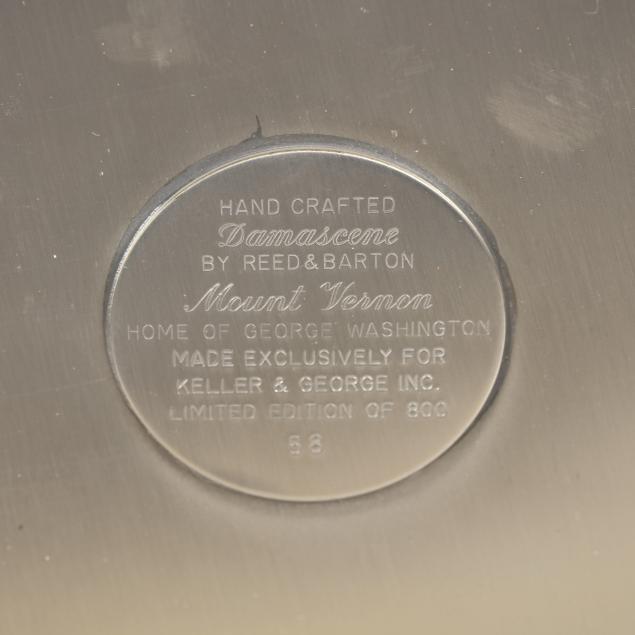 HAND CRAFTED
Damascene
BY REED & BARTON
Mount Vernon
HOME OF GEORGE WASHINGTON
MADE EXCLUSIVELY FOR
KELLER & GEORGE INC.
LIMITED EDITION OF 800
58